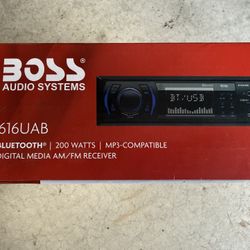 BOSS
AUDIO SYSTEMS
616UAB
BLUETOOTH® | 200 WATTS | MP3-COMPATIBLE
DIGITAL MEDIA AM/FM RECEIVER
BT/USB